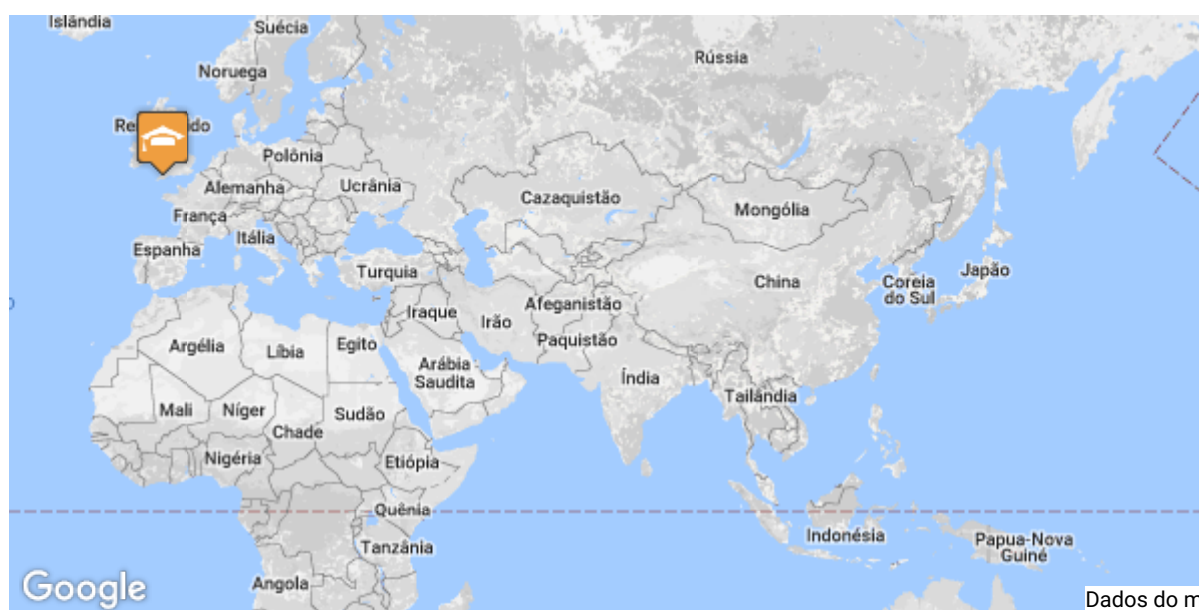 Islândia
Suécia
Noruega
Rússia
Polônia
Alemanha
Ucrânia
França
Itália
Espanha
Turquia
Cazaquistão
Mongólia
China
Coreia
do Sul
Japão
Afeganistão
Iraque
Irão
Paquistão
Argélia
Líbia
Egito
Arábia
Saudita
Índia
Tailândia
Mali
Níger
Chade
Sudão
Nigéria
Etiópia
Quênia
Tanzânia
Angola
Indonésia
Papua-Nova
Guiné
Google
Dados do m